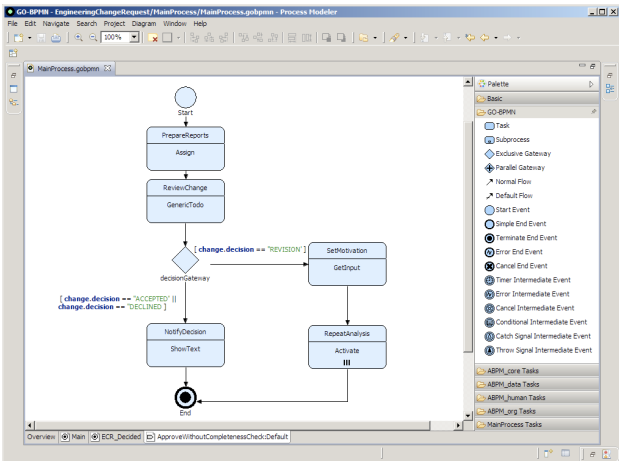 GO-BPMN - EngineeringChangeRequest/MainProcess/MainProcess.gobpmn - Process Modeler
File Edit Navigate Search Project Diagram Window Help
100%
MainProcess.gobpmn
Start
PrepareReports
Assign
ReviewChange
GenericTodo
[ change.decision == "REVISION" ]
decisionGateway
SetMotivation
GetInput
[ change.decision == "ACCEPTED" ||
change.decision == "DECLINED ]
NotifyDecision
ShowText
RepeatAnalysis
Activate
End
Palette
Basic
GO-BPMN
Task
Subprocess
Exclusive Gateway
Parallel Gateway
Normal Flow
Default Flow
Start Event
Simple End Event
Terminate End Event
Error End Event
Cancel End Event
Timer Intermediate Event
Error Intermediate Event
Cancel Intermediate Event
Conditional Intermediate Event
Catch Signal Intermediate Event
Throw Signal Intermediate Event
ABPM_core Tasks
ABPM_data Tasks
ABPM_human Tasks
ABPM_org Tasks
MainProcess Tasks
Overview Main ECR_Decided ApproveWithoutCompletenessCheck:Default